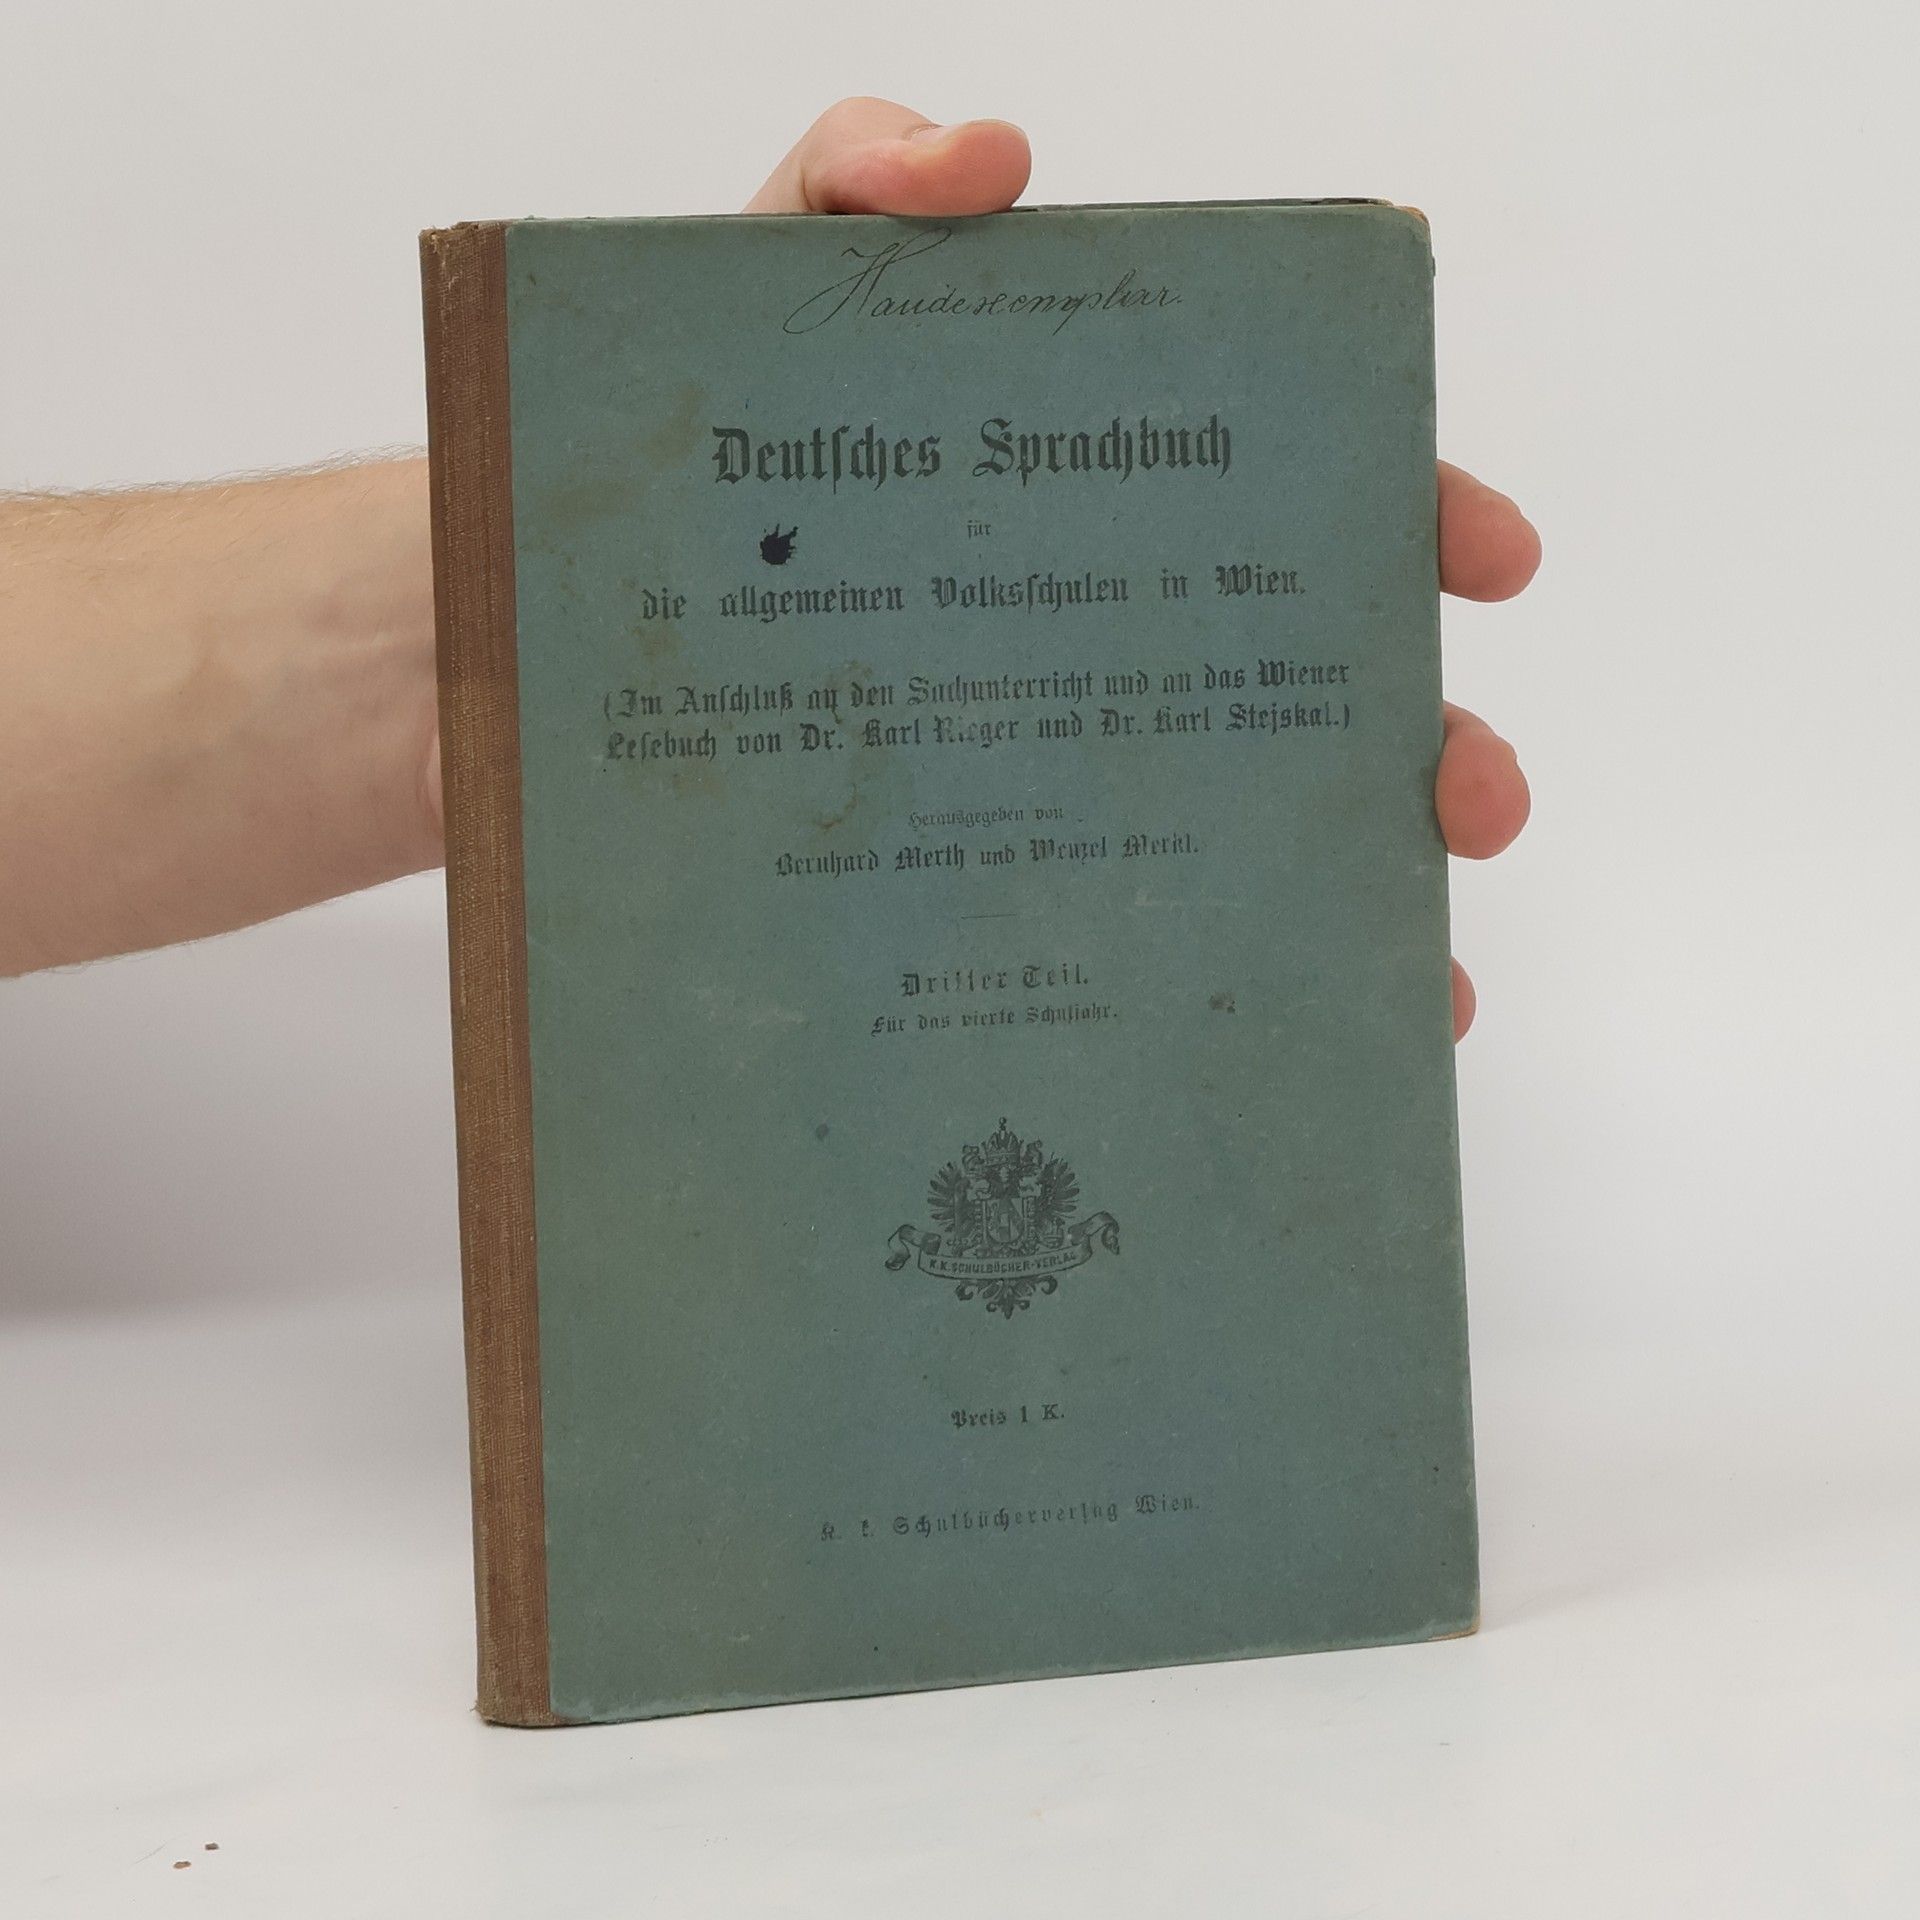 Handexemplar.
Deutſches Sprachbuch
für
die allgemeinen Volksſchulen in Wien.
(Im Anſchluß an den Sachunterricht und an das Wiener
Leſebuch von Dr. Karl Rieger und Dr. Karl Stejskal.)
Herausgegeben von
Bernhard Merth und Wenzel Merkl.
Dritter Teil.
Für das vierte Schuljahr.
K.K. SCHULBÜCHER-VERLAG
Preis 1 K.
K. k. Schulbücherverlag Wien.